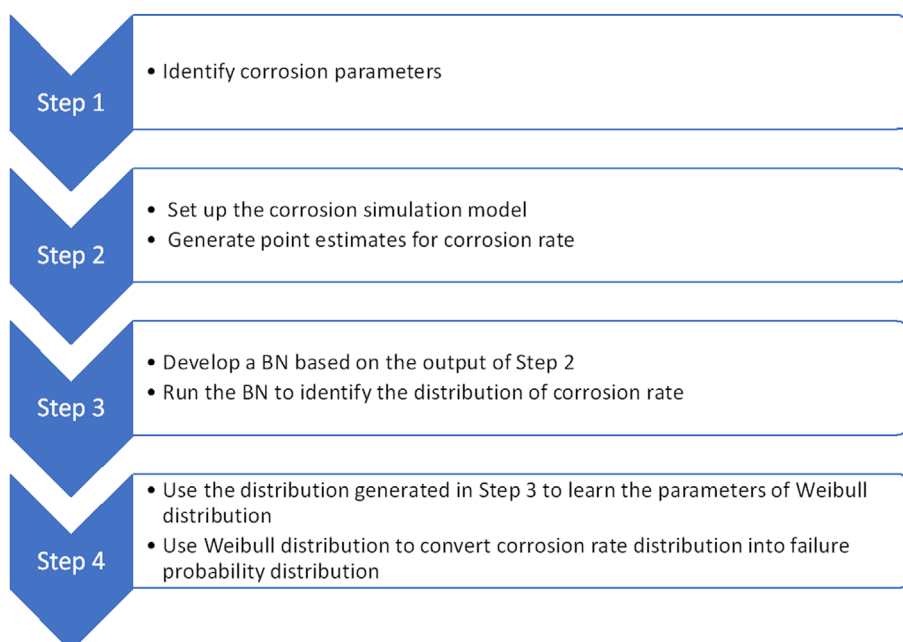 Step 1
• Identify corrosion parameters
Step 2
• Set up the corrosion simulation model
• Generate point estimates for corrosion rate
Step 3
• Develop a BN based on the output of Step 2
• Run the BN to identify the distribution of corrosion rate
Step 4
• Use the distribution generated in Step 3 to learn the parameters of Weibull
distribution
• Use Weibull distribution to convert corrosion rate distribution into failure
probability distribution